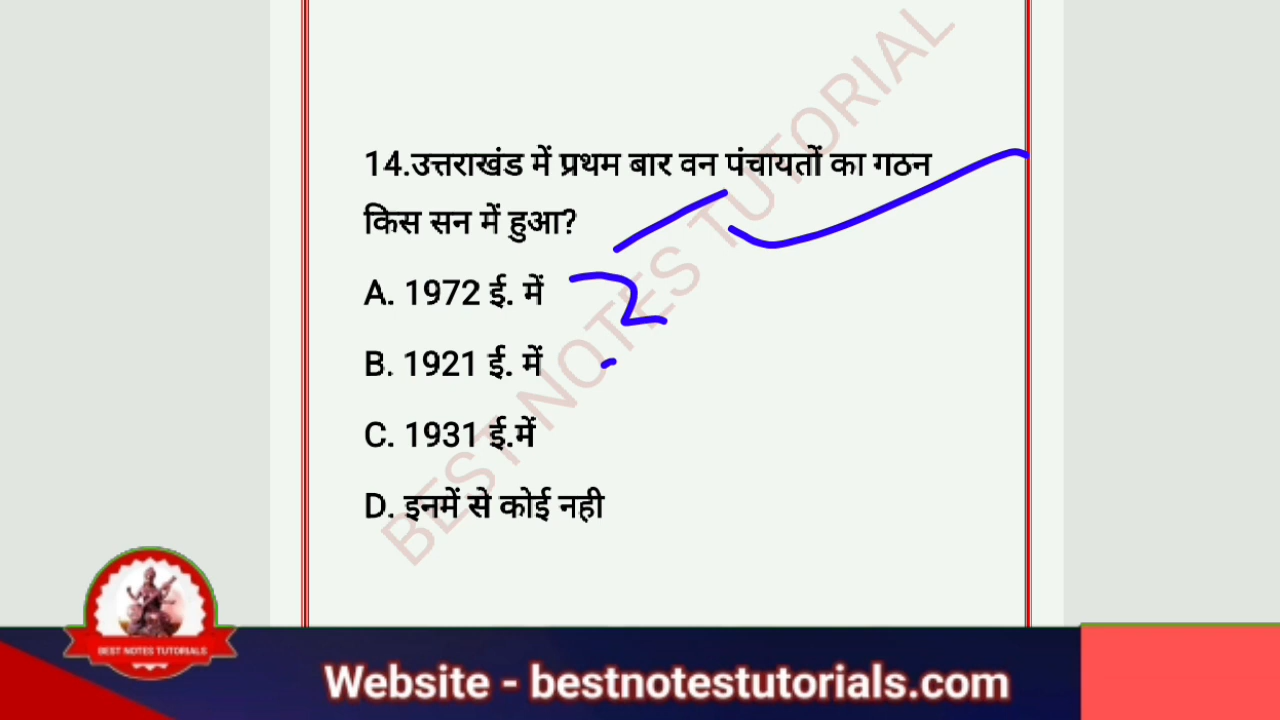 14.उत्तराखंड में प्रथम बार वन पंचायतों का गठन
किस सन में हुआ?
A. 1972 ई. में
B. 1921 ई. में
C. 1931 ई.में
D. इनमें से कोई नही
BEST NOTES TUTORIAL
BEST NOTES TUTORIALS
Website - bestnotestutorials.com